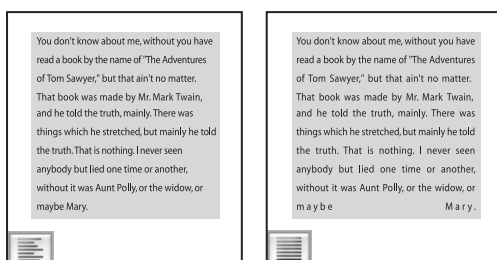 You don't know about me, without you have
read a book by the name of "The Adventures
of Tom Sawyer," but that ain't no matter.
That book was made by Mr. Mark Twain,
and he told the truth, mainly. There was
things which he stretched, but mainly he told
the truth. That is nothing. I never seen
anybody but lied one time or another,
without it was Aunt Polly, or the widow, or
maybe Mary.
You don't know about me, without you have
read a book by the name of "The Adventures
of Tom Sawyer," but that ain't no matter.
That book was made by Mr. Mark Twain,
and he told the truth, mainly. There was
things which he stretched, but mainly he told
the truth. That is nothing. I never seen
anybody but lied one time or another,
without it was Aunt Polly, or the widow, or
maybe Mary.